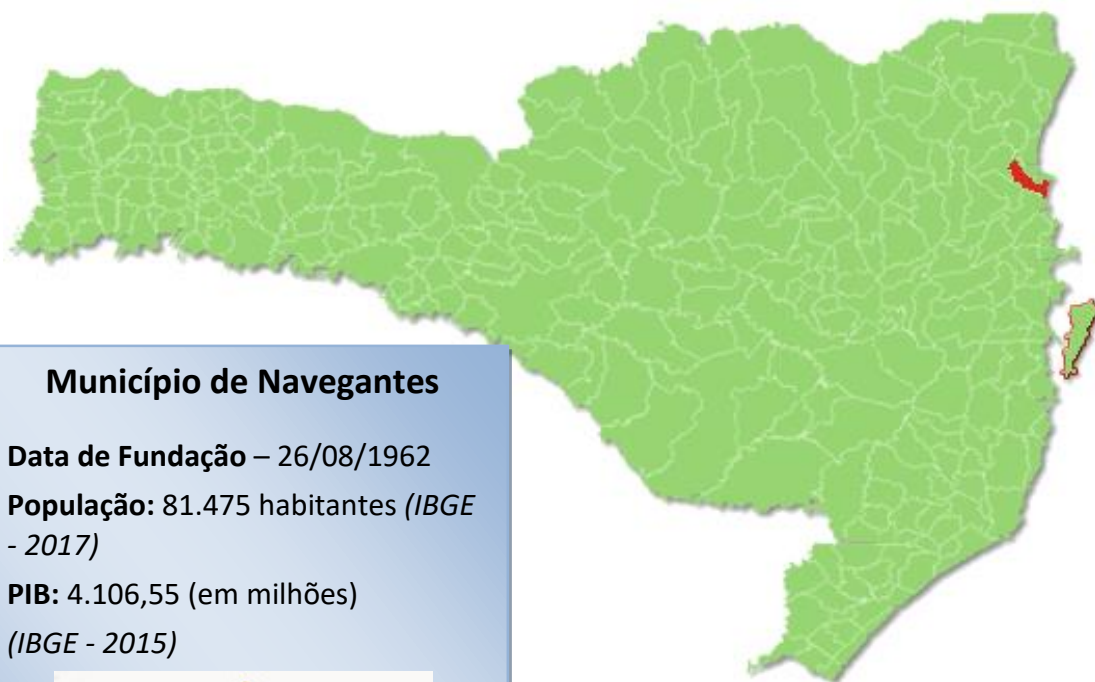 Município de Navegantes
Data de Fundação – 26/08/1962
População: 81.475 habitantes (IBGE
- 2017)
PIB: 4.106,55 (em milhões)
(IBGE - 2015)